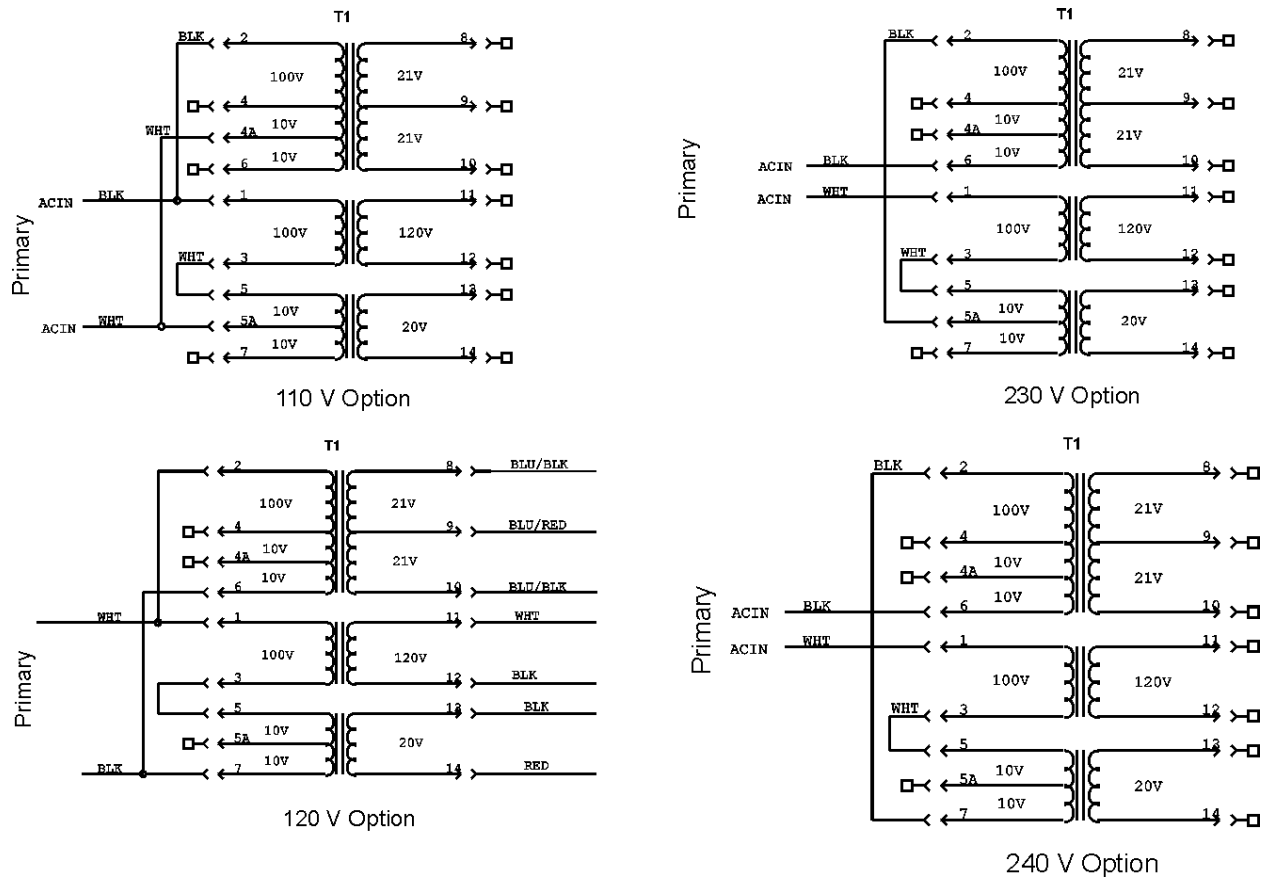 T1
BLK 2 8
100V 21V
4 9
10V
WHT 4A 21V
10V
6 10
ACIN BLK 1 11
100V 120V
WHT 3 12
5 13
10V
ACIN WHT 5A 20V
10V
7 14
Primary
110 V Option
T1
BLK 2 8
100V 21V
4 9
10V
4A 21V
10V
ACIN BLK 6 10
ACIN WHT 1 11
100V 120V
WHT 3 12
5 13
10V
5A 20V
10V
7 14
Primary
230 V Option
T1
2 8 BLU/BLK
100V 21V
4 9 BLU/RED
10V
4A 21V
10V
6 10 BLU/BLK
WHT 1 11 WHT
100V 120V
3 12 BLK
5 13 BLK
10V
5A 20V
10V
BLK 7 14 RED
Primary
120 V Option
T1
BLK 2 8
100V 21V
4 9
10V
4A 21V
10V
ACIN BLK 6 10
ACIN WHT 1 11
100V 120V
WHT 3 12
5 13
10V
5A 20V
10V
7 14
Primary
240 V Option